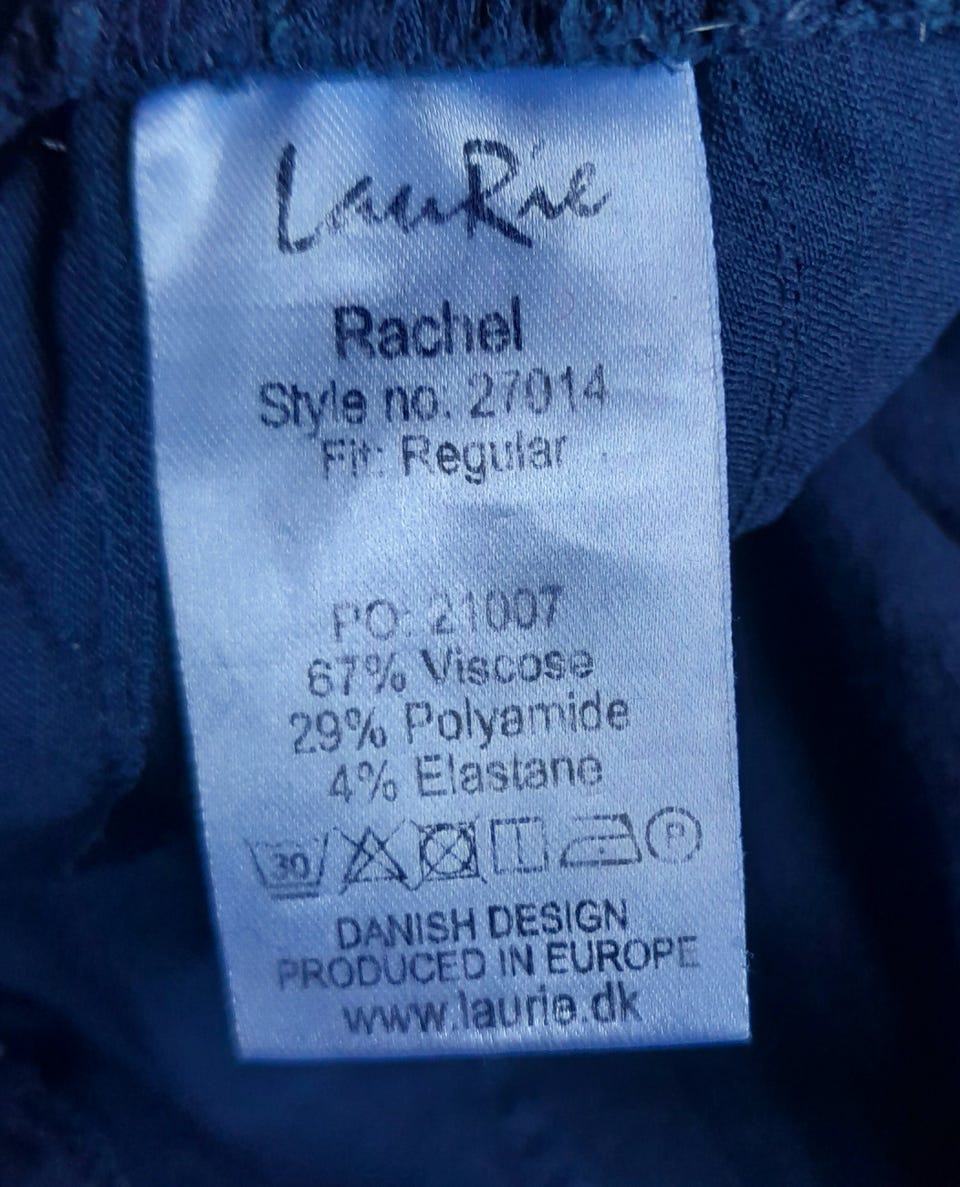 LauRie
Rachel
Style no: 27014
Fit: Regular
PO: 21007
67% Viscose
29% Polyamide
4% Elastane
30 P
DANISH DESIGN
PRODUCED IN EUROPE
www.laurie.dk